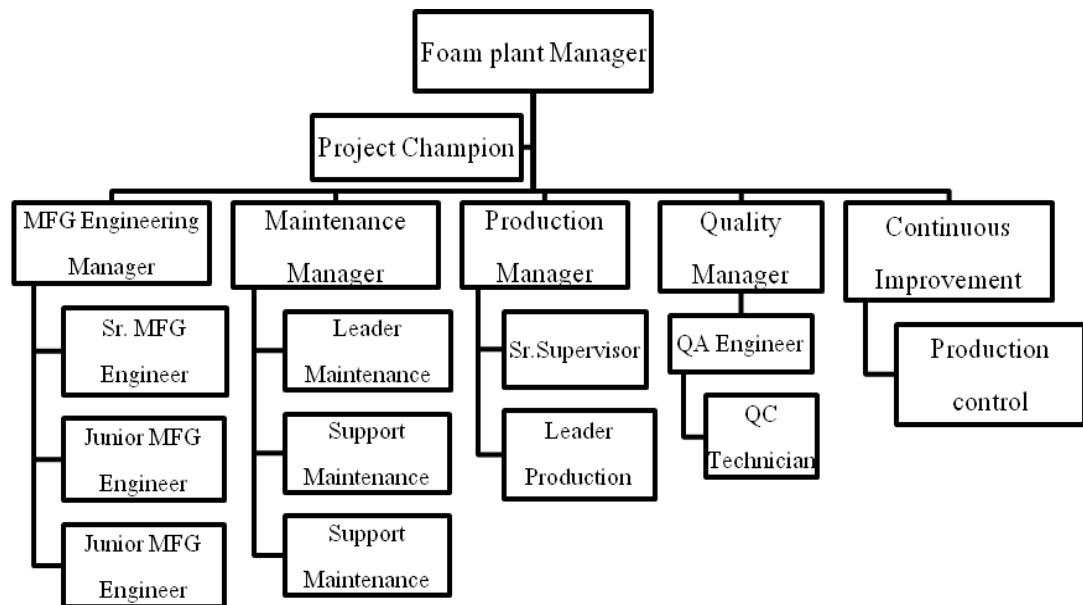 Foam plant Manager
Project Champion
MFG Engineering
Manager
Maintenance
Manager
Production
Manager
Quality
Manager
Continuous
Improvement
Sr. MFG
Engineer
Junior MFG
Engineer
Junior MFG
Engineer
Leader
Maintenance
Support
Maintenance
Support
Maintenance
Sr.Supervisor
Leader
Production
QA Engineer
QC
Technician
Production
control